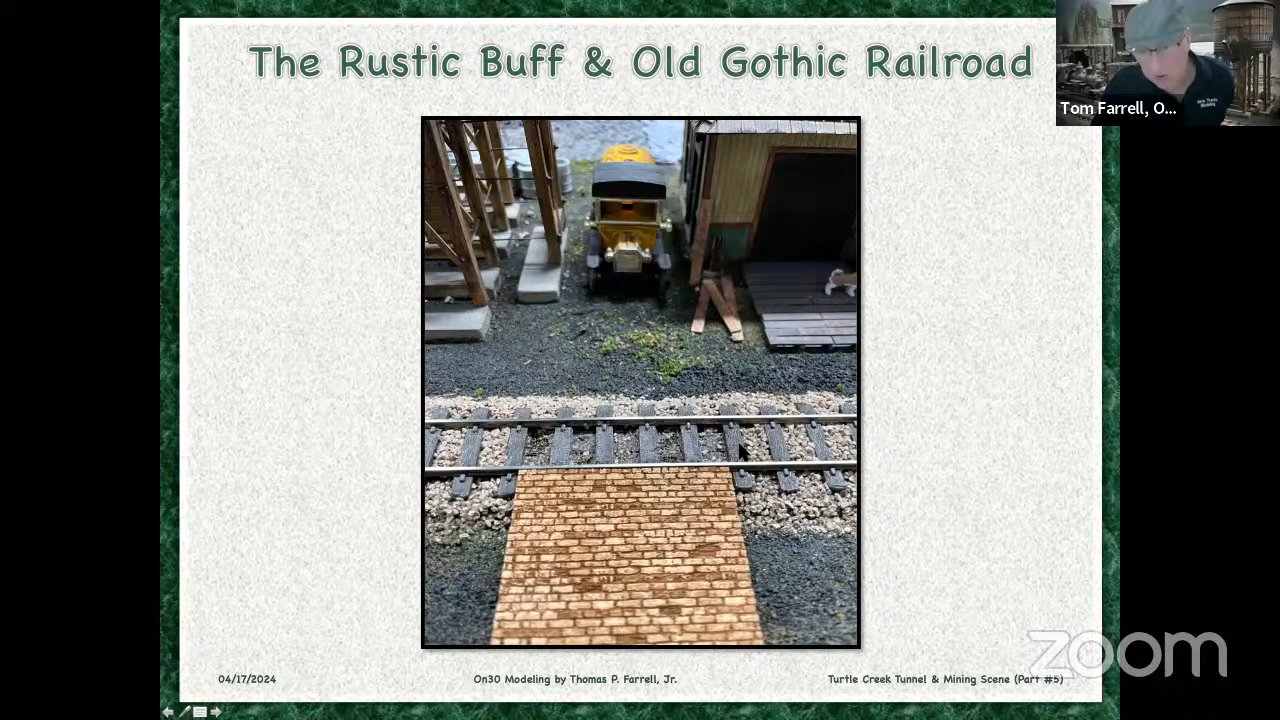 The Rustic Buff & Old Gothic Railroad
Tom Farrell, O...
zoom
04/17/2024
On30 Modeling by Thomas P. Farrell, Jr.
Turtle Creek Tunnel & Mining Scene (Part #5)